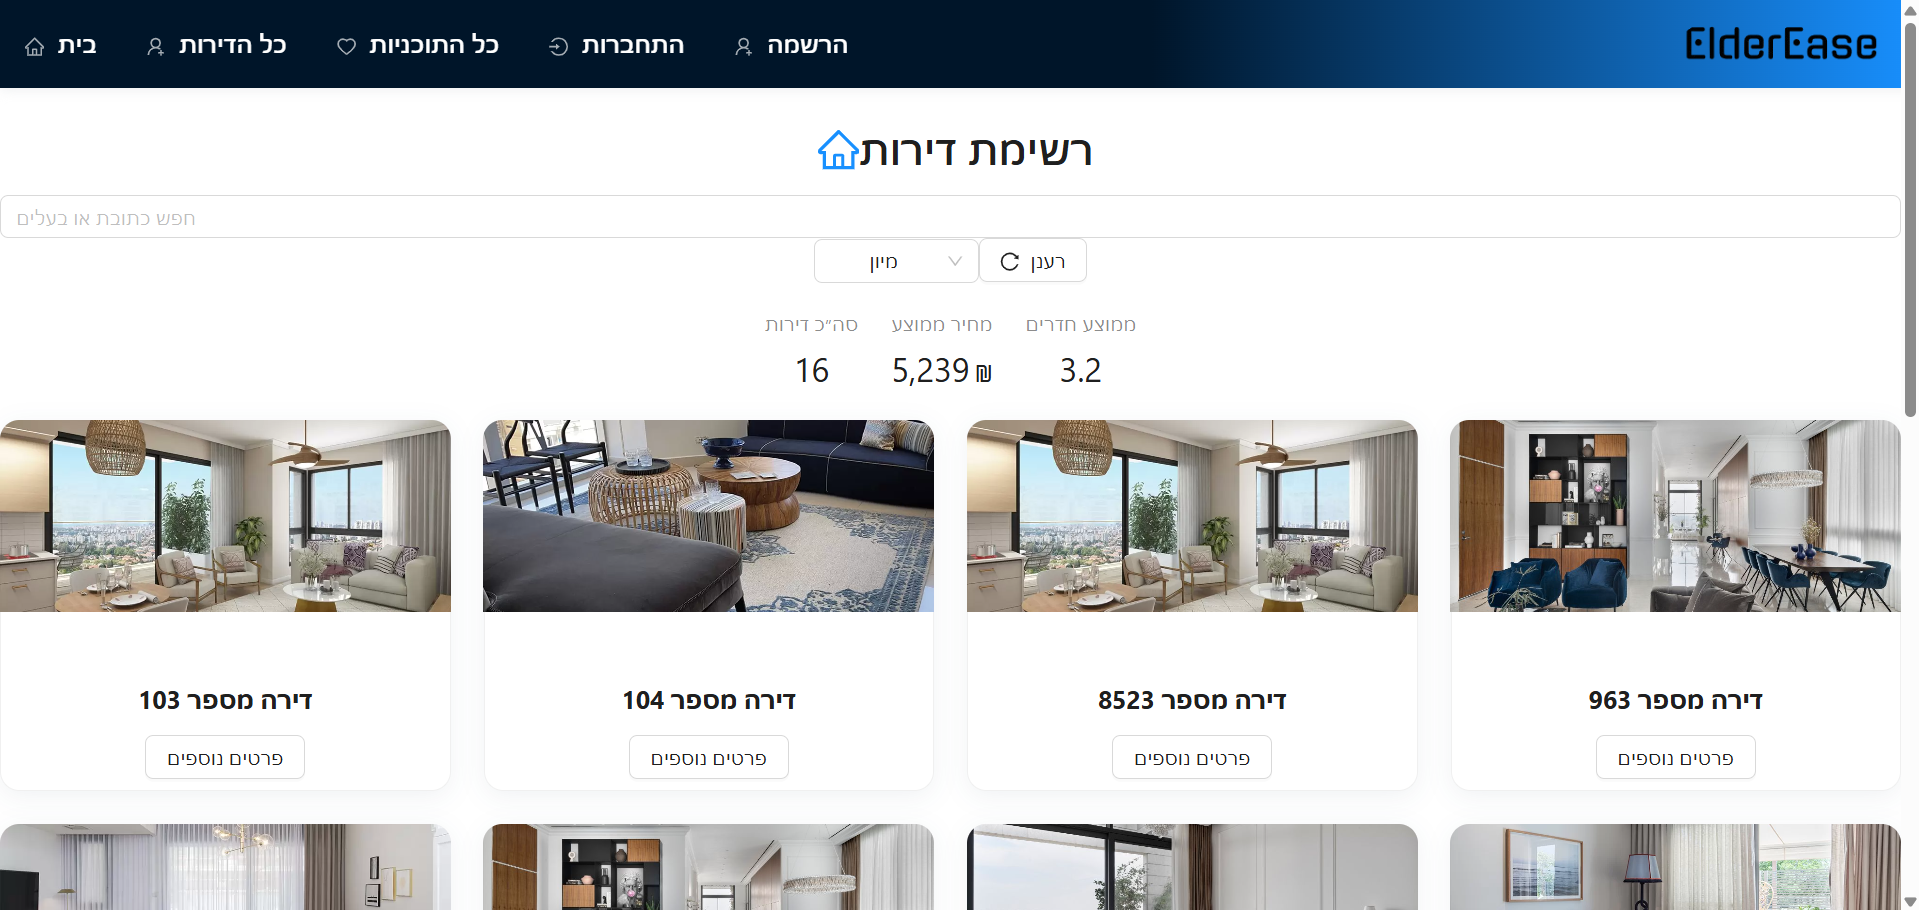 ElderEase
בית
כל הדירות
כל התוכניות
התחברות
הרשמה
רשימת דירות
חפש כתובת או בעלים
מיון
רענן
סה״כ דירות
16
מחיר ממוצע
5,239 ₪
ממוצע חדרים
3.2
דירה מספר 103
פרטים נוספים
דירה מספר 104
פרטים נוספים
דירה מספר 8523
פרטים נוספים
דירה מספר 963
פרטים נוספים